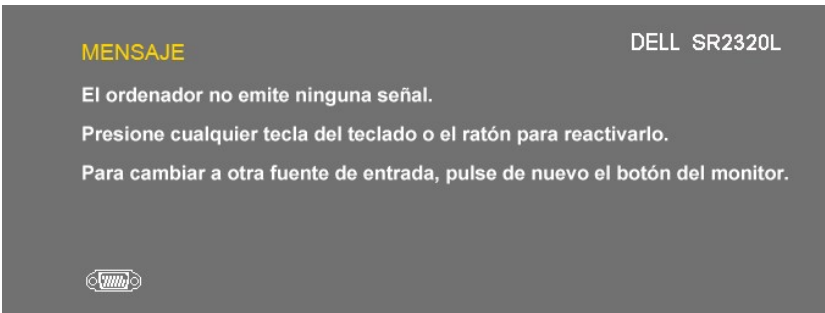 MENSAJE
DELL SR2320L
El ordenador no emite ninguna señal.
Presione cualquier tecla del teclado o el ratón para reactivarlo.
Para cambiar a otra fuente de entrada, pulse de nuevo el botón del monitor.